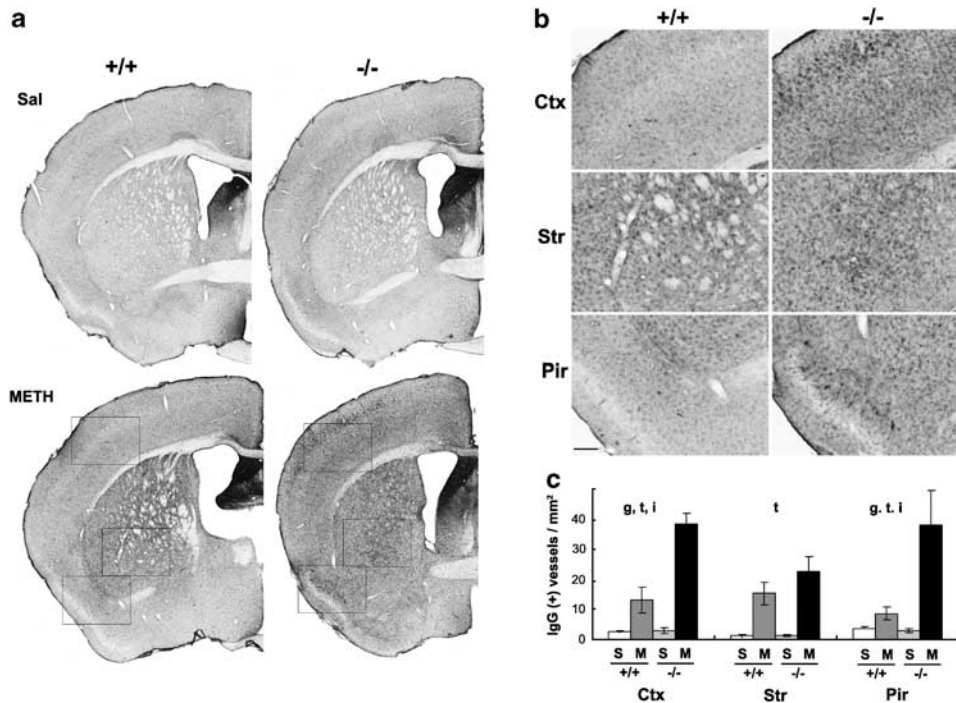 a
+/+ -/-
Sal
METH
b
+/+ -/-
Ctx
Str
Pir
c
IgG (+) vessels / mm²
40
30
20
10
0
g, t, i
t
g. t. i
S M S M S M S M S M S M
+/+ -/- +/+ -/- +/+ -/-
Ctx Str Pir